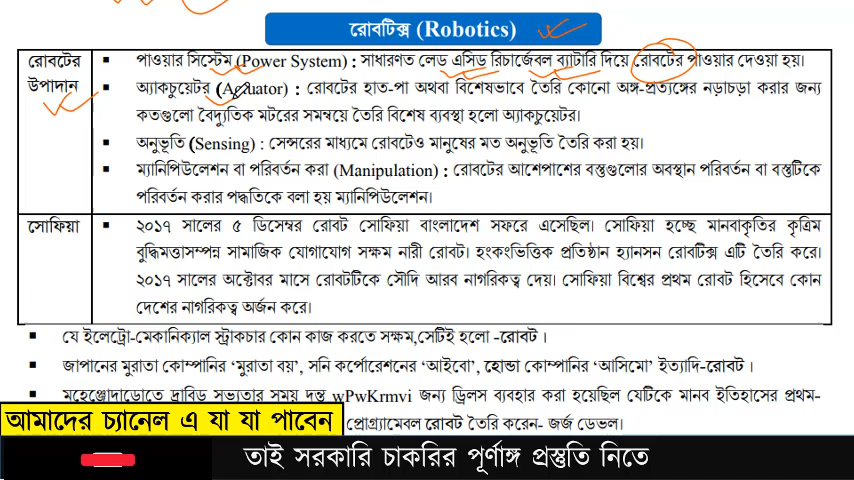 রোবটিক্স (Robotics)
রোবটের উপাদান
▪ পাওয়ার সিস্টেম (Power System) : সাধারণত লেড এসিড রিচার্জেবল ব্যাটারি দিয়ে রোবটের পাওয়ার দেওয়া হয়।
▪ অ্যাকচুয়েটর (Actuator) : রোবটের হাত-পা অথবা বিশেষভাবে তৈরি কোনো অঙ্গ-প্রত্যঙ্গের নড়াচড়া করার জন্য
কতগুলো বৈদ্যুতিক মটরের সমন্বয়ে তৈরি বিশেষ ব্যবস্থা হলো অ্যাকচুয়েটর।
▪ অনুভূতি (Sensing) : সেন্সরের মাধ্যমে রোবটেও মানুষের মত অনুভূতি তৈরি করা হয়।
▪ ম্যানিপিউলেশন বা পরিবর্তন করা (Manipulation) : রোবটের আশেপাশের বস্তুগুলোর অবস্থান পরিবর্তন বা বস্তুটিকে
পরিবর্তন করার পদ্ধতিকে বলা হয় ম্যানিপিউলেশন।
সোফিয়া
▪ ২০১৭ সালের ৫ ডিসেম্বর রোবট সোফিয়া বাংলাদেশ সফরে এসেছিল। সোফিয়া হচ্ছে মানবাকৃতির কৃত্রিম
বুদ্ধিমত্তাসম্পন্ন সামাজিক যোগাযোগ সক্ষম নারী রোবট। হংকংভিত্তিক প্রতিষ্ঠান হ্যানসন রোবটিক্স এটি তৈরি করে।
২০১৭ সালের অক্টোবর মাসে রোবটটিকে সৌদি আরব নাগরিকত্ব দেয়। সোফিয়া বিশ্বের প্রথম রোবট হিসেবে কোন
দেশের নাগরিকত্ব অর্জন করে।
▪ যে ইলেট্রো-মেকানিক্যাল স্ট্রাকচার কোন কাজ করতে সক্ষম,সেটিই হলো -রোবট ।
▪ জাপানের মুরাতা কোম্পানির ‘মুরাতা বয়’, সনি কর্পোরেশনের ‘আইবো’, হোন্ডা কোম্পানির ‘আসিমো’ ইত্যাদি-রোবট ।
▪ মহেঞ্জোদাড়োতে দ্রাবিড় সভ্যতার সময় দন্ত wPwKrmvi জন্য ড্রিলস ব্যবহার করা হয়েছিল যেটিকে মানব ইতিহাসের প্রথম-
প্রোগ্রামেবল রোবট তৈরি করেন- জর্জ ডেভল।
আমাদের চ্যানেল এ যা যা পাবেন
তাই সরকারি চাকরির পূর্ণাঙ্গ প্রস্তুতি নিতে